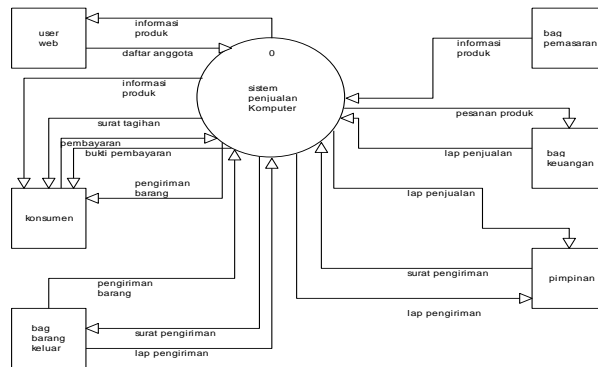 informasi
produk
user
web
daftar anggota
0
sistem
penjualan
Komputer
bag
pemasaran
informasi
produk
informasi
produk
pesanan produk
surat tagihan
pembayaran
bukti pembayaran
lap penjualan
bag
keuangan
pengiriman
barang
konsumen
lap penjualan
surat pengiriman
pimpinan
pengiriman
barang
lap pengiriman
bag
barang
keluar
surat pengiriman
lap pengiriman